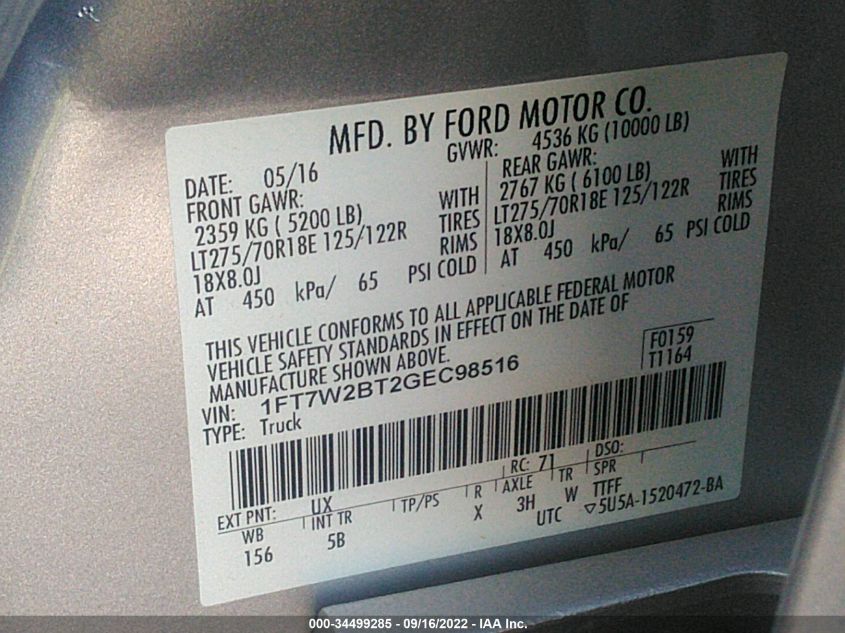 MFD. BY FORD MOTOR CO.
DATE: 05/16
GVWR: 4536 KG (10000 LB)
FRONT GAWR:
2359 KG ( 5200 LB) WITH
LT275/70R18E 125/122R TIRES
18X8.0J RIMS
AT 450 kPa/ 65 PSI COLD
REAR GAWR:
2767 KG ( 6100 LB) WITH
LT275/70R18E 125/122R TIRES
18X8.0J RIMS
AT 450 kPa/ 65 PSI COLD
THIS VEHICLE CONFORMS TO ALL APPLICABLE FEDERAL MOTOR
VEHICLE SAFETY STANDARDS IN EFFECT ON THE DATE OF
MANUFACTURE SHOWN ABOVE.
VIN: 1FT7W2BT2GEC98516
TYPE: Truck
F0159
T1164
EXT PNT: UX RC: 71 DSO:
WB INT TR TP/PS R AXLE TR SPR
156 5B X 3H W TTFF
UTC ▽5U5A-1520472-BA
000-34499285 - 09/16/2022 - IAA Inc.